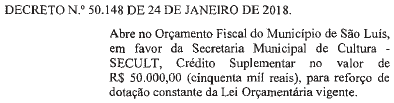 DECRETO N.º 50.148 DE 24 DE JANEIRO DE 2018.
Abre no Orçamento Fiscal do Município de São Luís,
em favor da Secretaria Municipal de Cultura -
SECULT, Crédito Suplementar no valor de
R$ 50.000,00 (cinquenta mil reais), para reforço de
dotação constante da Lei Orçamentária vigente.